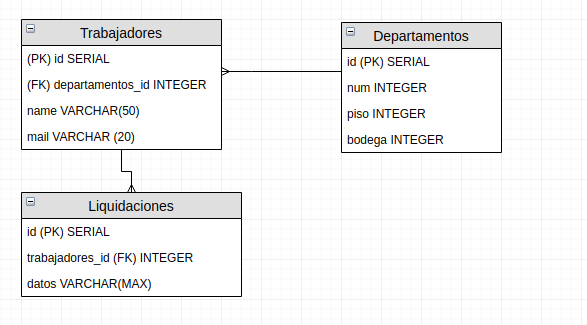 Trabajadores
(PK) id SERIAL
(FK) departamentos_id INTEGER
name VARCHAR(50)
mail VARCHAR (20)
Departamentos
id (PK) SERIAL
num INTEGER
piso INTEGER
bodega INTEGER
Liquidaciones
id (PK) SERIAL
trabajadores_id (FK) INTEGER
datos VARCHAR(MAX)